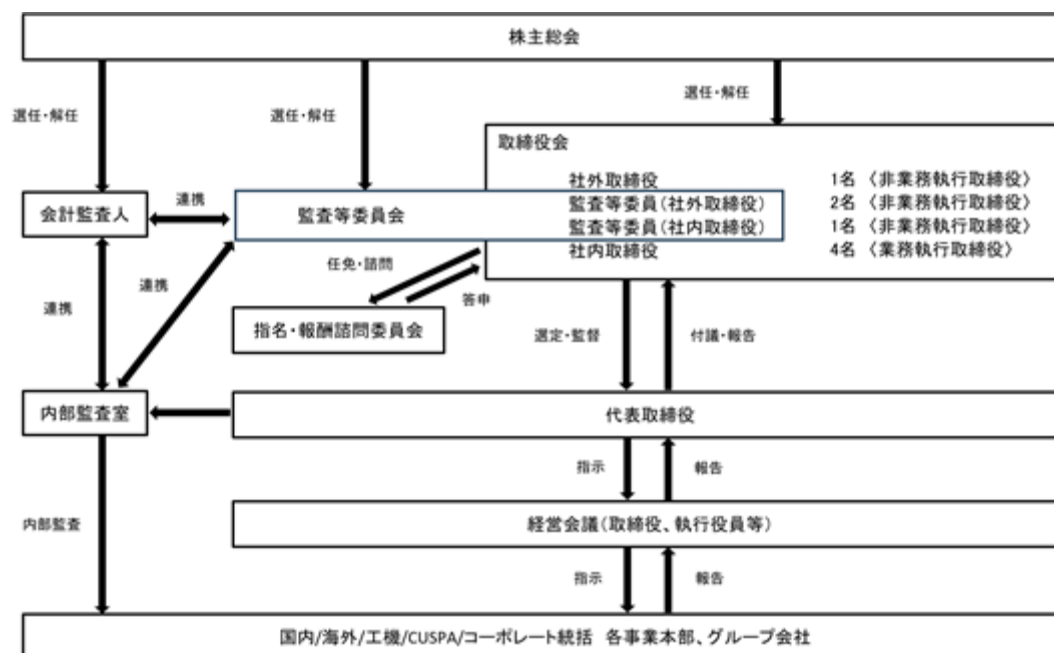 株主総会
選任・解任
選任・解任
選任・解任
取締役会
社外取締役 1名 〈非業務執行取締役〉
会計監査人
連携
監査等委員会
監査等委員(社外取締役) 2名 〈非業務執行取締役〉
監査等委員(社内取締役) 1名 〈非業務執行取締役〉
社内取締役 4名 〈業務執行取締役〉
任免・諮問
連携
答申
連携
指名・報酬諮問委員会
選定・監督
付議・報告
内部監査室
代表取締役
指示
報告
内部監査
経営会議(取締役、執行役員等)
指示
報告
国内/海外/工機/CUSPA/コーポレート統括 各事業本部、グループ会社